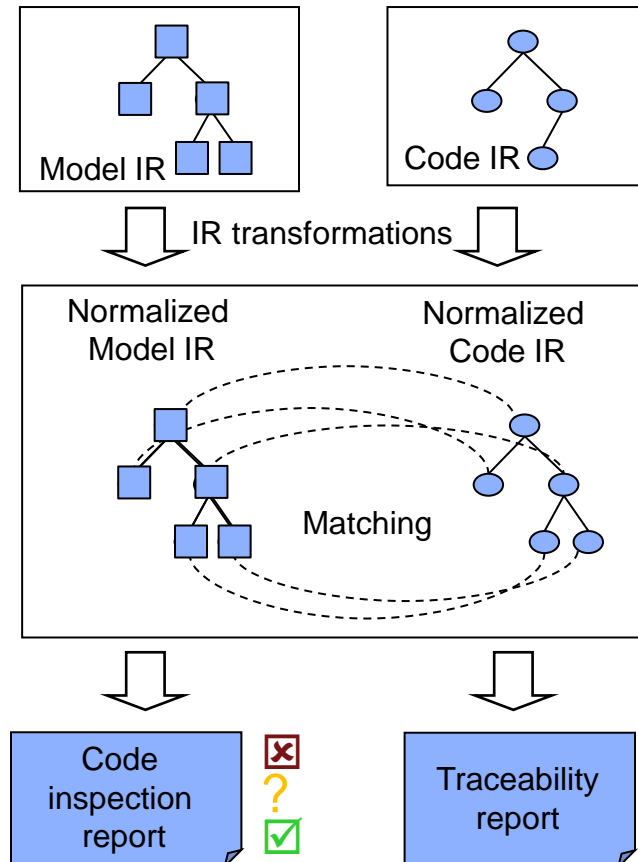 Model IR
Code IR
IR transformations
Normalized
Model IR
Normalized
Code IR
Matching
Code
inspection
report
?
Traceability
report